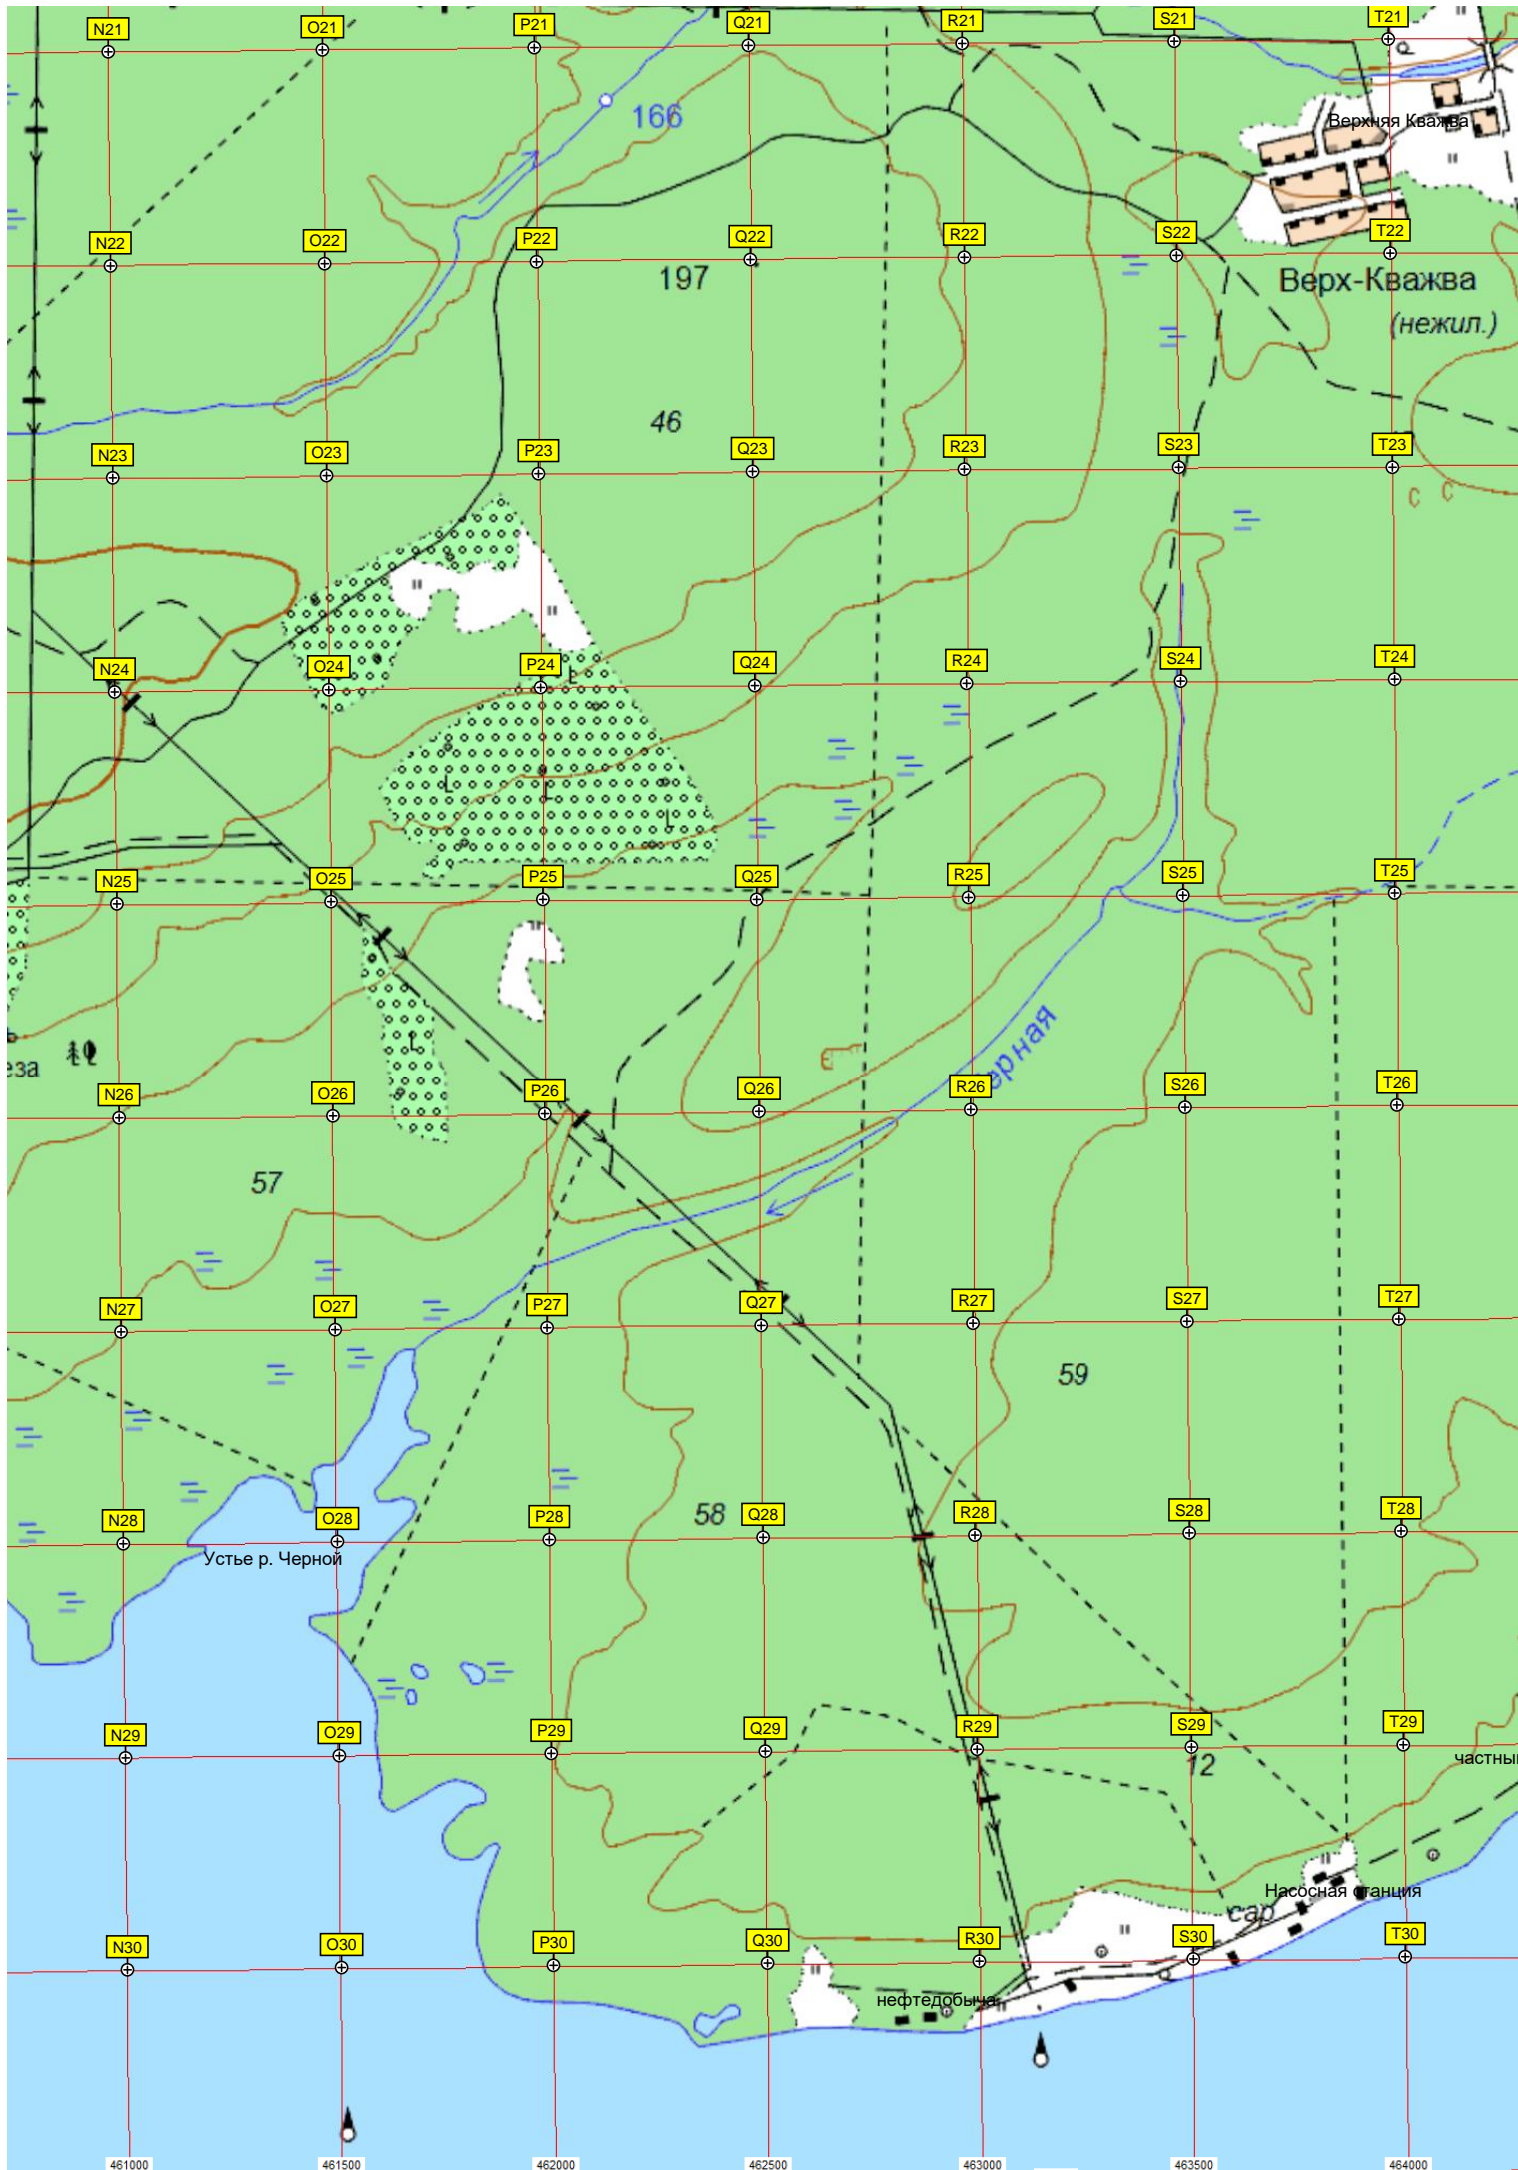 N21 O21 P21 Q21 R21 S21 T21
166
Верхняя Кважва
N22 O22 P22 Q22 R22 S22 T22
197
Верх-Кважва
(нежил.)
46
N23 O23 P23 Q23 R23 S23 T23
N24 O24 P24 Q24 R24 S24 T24
N25 O25 P25 Q25 R25 S25 T25
еза
ерная
N26 O26 P26 Q26 R26 S26 T26
57
N27 O27 P27 Q27 R27 S27 T27
59
58
N28 O28 P28 Q28 R28 S28 T28
Устье р. Черной
N29 O29 P29 Q29 R29 S29 T29
12
частны
Насосная станция
сар
N30 O30 P30 Q30 R30 S30 T30
нефтедобыча
461000 461500 462000 462500 463000 463500 464000